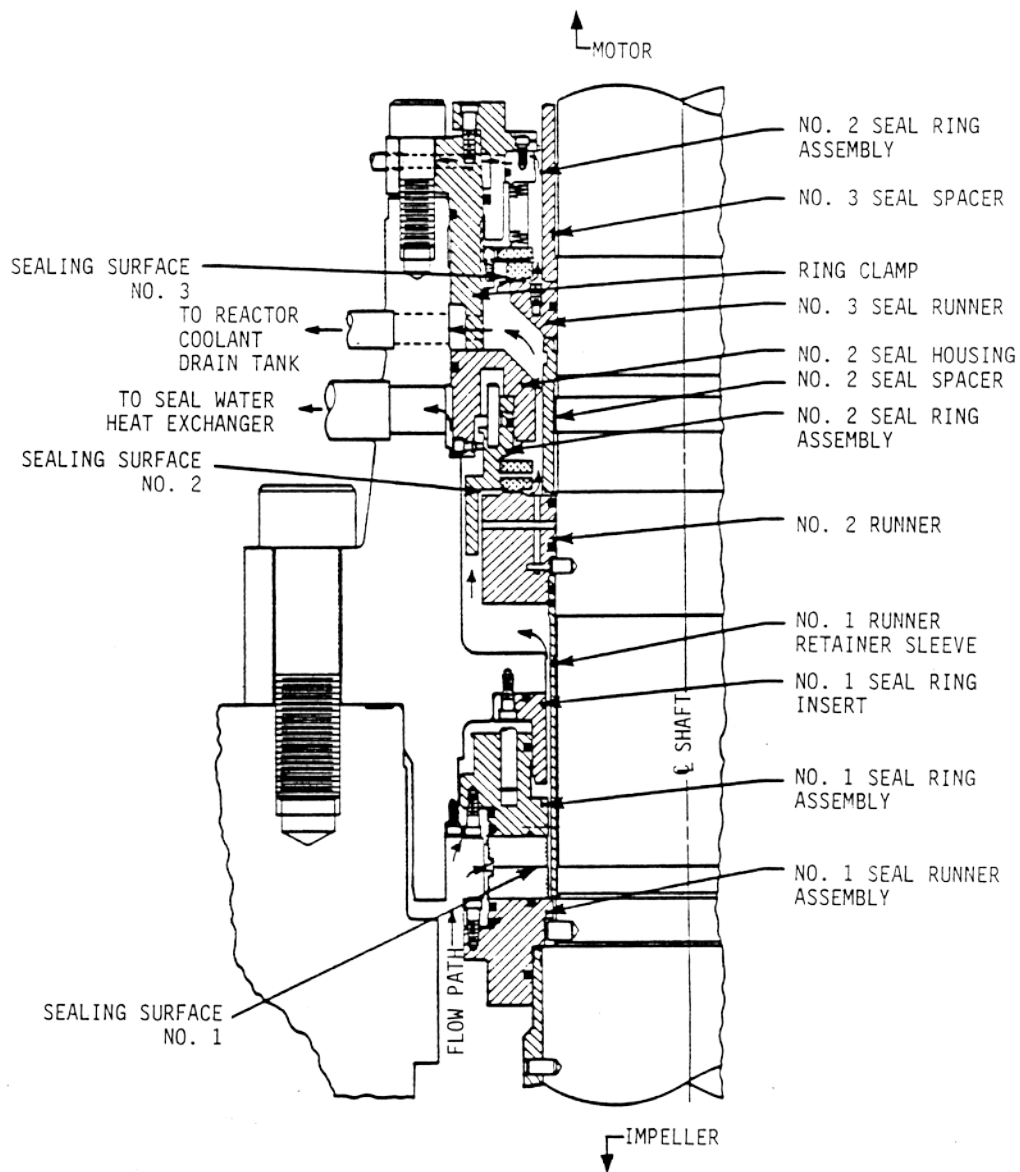 MOTOR
NO. 2 SEAL RING
ASSEMBLY
NO. 3 SEAL SPACER
SEALING SURFACE
NO. 3
RING CLAMP
TO REACTOR
COOLANT
DRAIN TANK
NO. 3 SEAL RUNNER
NO. 2 SEAL HOUSING
NO. 2 SEAL SPACER
TO SEAL WATER
HEAT EXCHANGER
NO. 2 SEAL RING
ASSEMBLY
SEALING SURFACE
NO. 2
NO. 2 RUNNER
NO. 1 RUNNER
RETAINER SLEEVE
NO. 1 SEAL RING
INSERT
℄ SHAFT
NO. 1 SEAL RING
ASSEMBLY
NO. 1 SEAL RUNNER
ASSEMBLY
FLOW PATH
SEALING SURFACE
NO. 1
IMPELLER